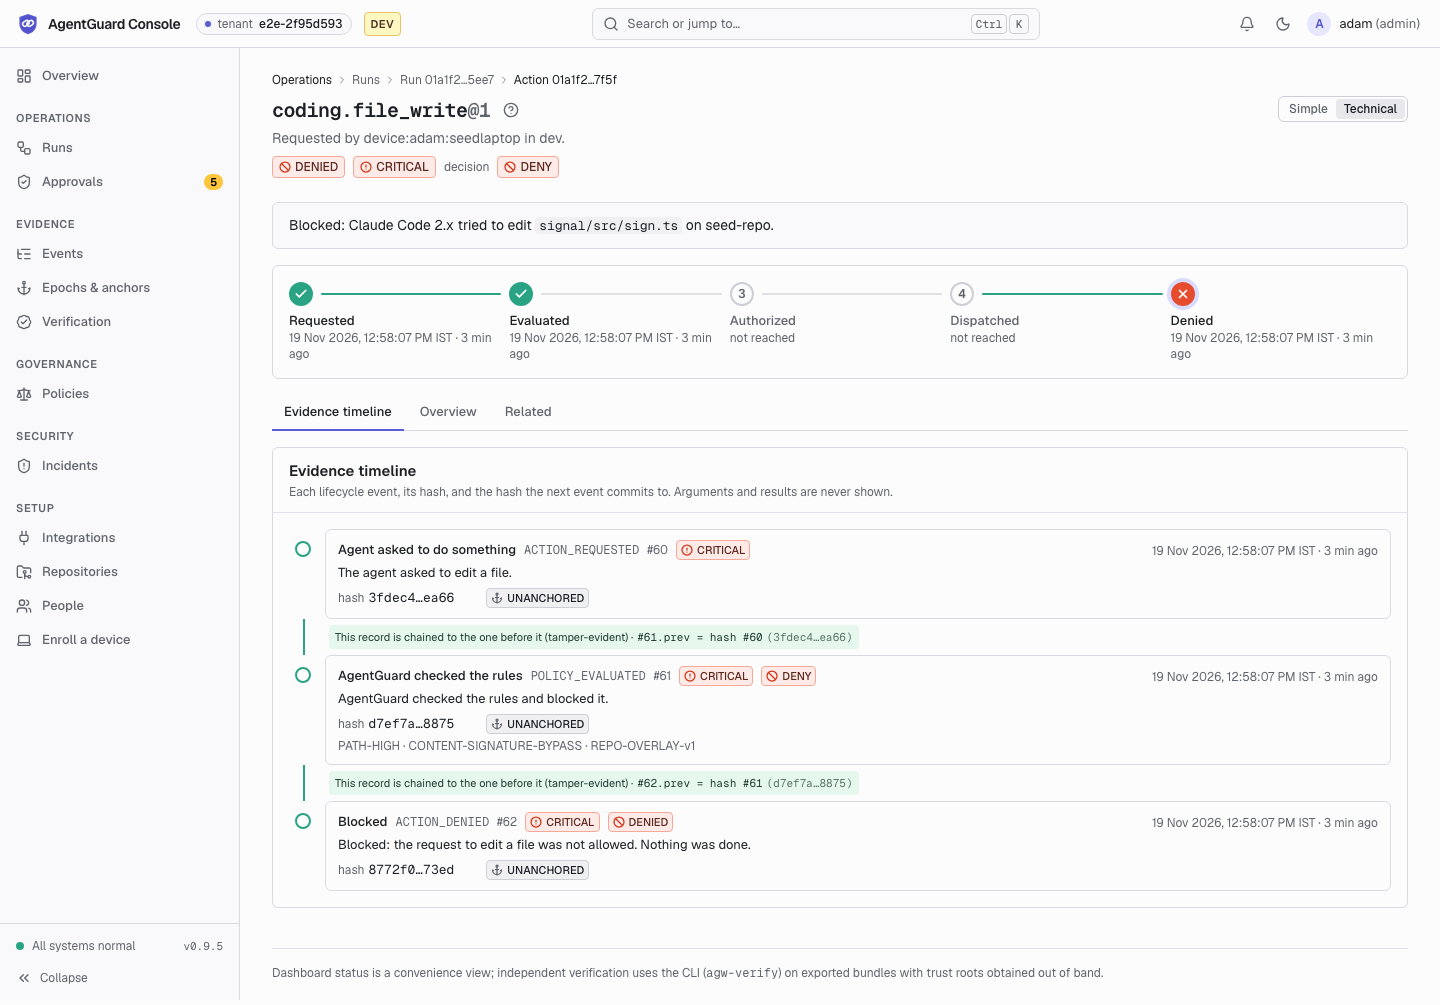 AgentGuard Console
tenant e2e-2f95d593
DEV
Search or jump to...
Ctrl K
A adam (admin)
Overview
OPERATIONS
Runs
Approvals 5
EVIDENCE
Events
Epochs & anchors
Verification
GOVERNANCE
Policies
SECURITY
Incidents
SETUP
Integrations
Repositories
People
Enroll a device
All systems normal v0.9.5
Collapse
Operations > Runs > Run 01a1f2…5ee7 > Action 01a1f2…7f5f
coding.file_write@1
Simple Technical
Requested by device:adam:seedlaptop in dev.
DENIED CRITICAL decision DENY
Blocked: Claude Code 2.x tried to edit signal/src/sign.ts on seed-repo.
3 4
Requested Evaluated Authorized Dispatched Denied
19 Nov 2026, 12:58:07 PM IST · 3 min ago
19 Nov 2026, 12:58:07 PM IST · 3 min ago
not reached
not reached
19 Nov 2026, 12:58:07 PM IST · 3 min ago
Evidence timeline Overview Related
Evidence timeline
Each lifecycle event, its hash, and the hash the next event commits to. Arguments and results are never shown.
Agent asked to do something ACTION_REQUESTED #60 CRITICAL 19 Nov 2026, 12:58:07 PM IST · 3 min ago
The agent asked to edit a file.
hash 3fdec4…ea66 UNANCHORED
This record is chained to the one before it (tamper-evident) · #61.prev = hash #60 (3fdec4…ea66)
AgentGuard checked the rules POLICY_EVALUATED #61 CRITICAL DENY 19 Nov 2026, 12:58:07 PM IST · 3 min ago
AgentGuard checked the rules and blocked it.
hash d7ef7a…8875 UNANCHORED
PATH-HIGH · CONTENT-SIGNATURE-BYPASS · REPO-OVERLAY-v1
This record is chained to the one before it (tamper-evident) · #62.prev = hash #61 (d7ef7a…8875)
Blocked ACTION_DENIED #62 CRITICAL DENIED 19 Nov 2026, 12:58:07 PM IST · 3 min ago
Blocked: the request to edit a file was not allowed. Nothing was done.
hash 8772f0…73ed UNANCHORED
Dashboard status is a convenience view; independent verification uses the CLI (agw-verify) on exported bundles with trust roots obtained out of band.